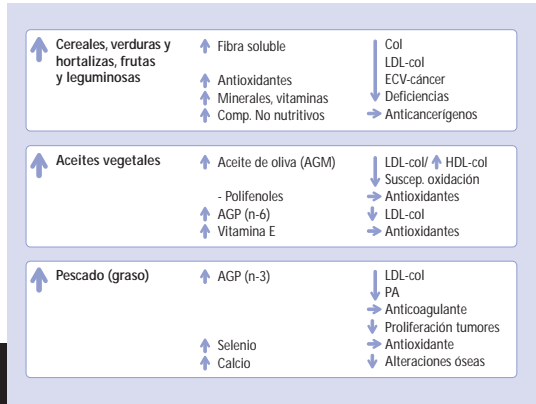 Cereales, verduras y
hortalizas, frutas
y leguminosas
Fibra soluble
Antioxidantes
Minerales, vitaminas
Comp. No nutritivos
Col
LDL-col
ECV-cáncer
Deficiencias
Anticancerígenos
Aceites vegetales
Aceite de oliva (AGM)
- Polifenoles
AGP (n-6)
Vitamina E
LDL-col/ HDL-col
Suscep. oxidación
Antioxidantes
LDL-col
Antioxidantes
Pescado (graso)
AGP (n-3)
Selenio
Calcio
LDL-col
PA
Anticoagulante
Proliferación tumores
Antioxidante
Alteraciones óseas